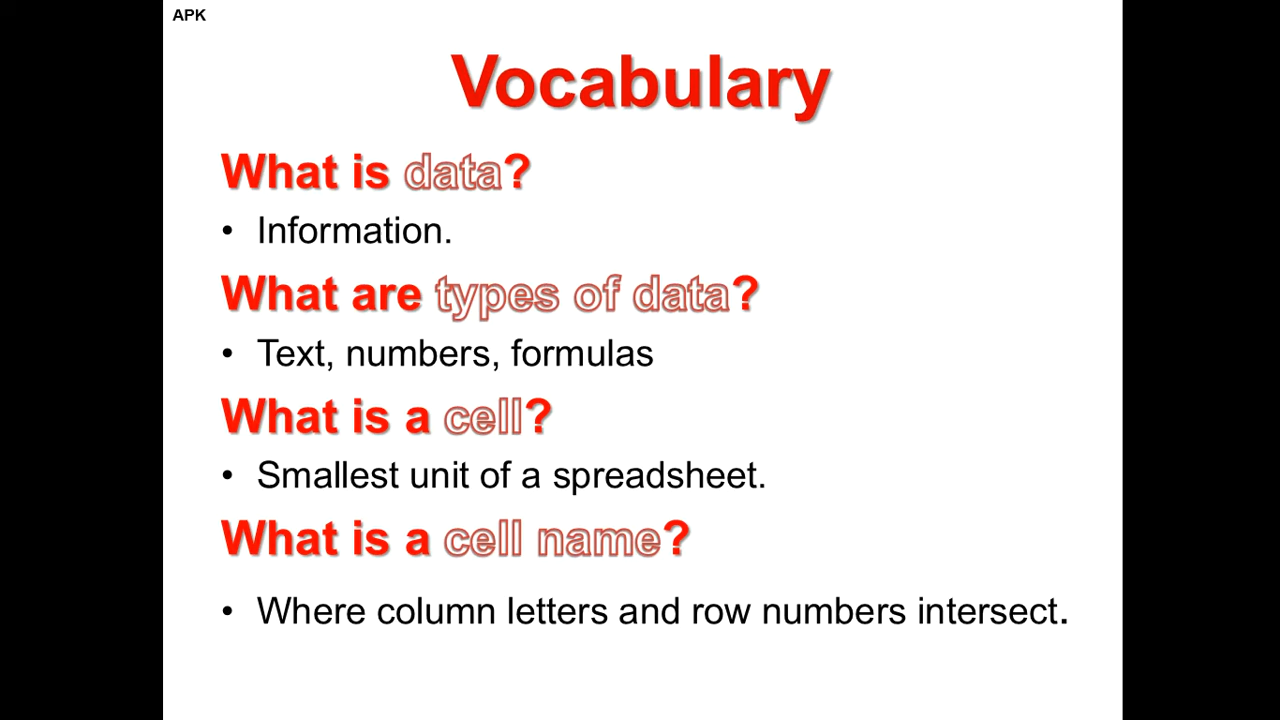 APK
Vocabulary
What is data?
• Information.
What are types of data?
• Text, numbers, formulas
What is a cell?
• Smallest unit of a spreadsheet.
What is a cell name?
• Where column letters and row numbers intersect.